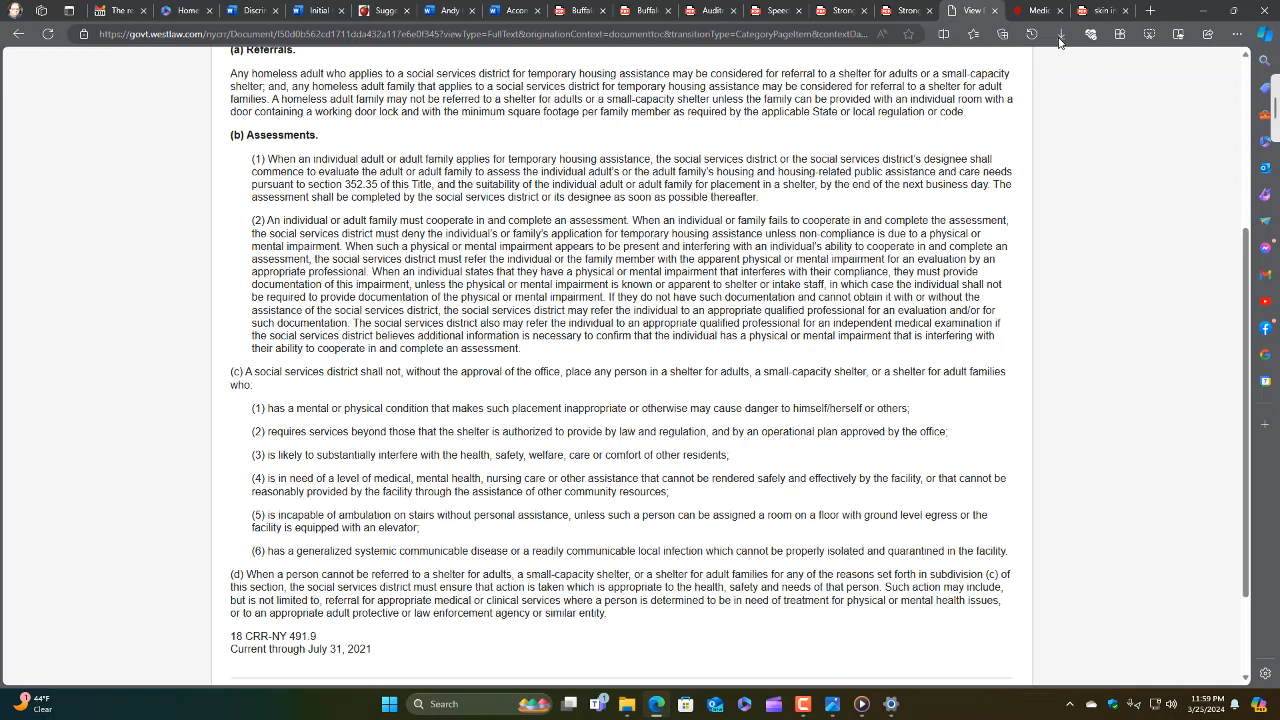 The re
Home
Discrin
Initial
Sugge
Andy
Accon
Buffal
Buffal
Audit
Speec
Strong
Strong
View D
Medic
skin ir
https://govt.westlaw.com/nycrr/Document/I50d0b562cd1711dda432a117e6e0f345?viewType=FullText&originationContext=documenttoc&transitionType=CategoryPageItem&contextDa...
(a) Referrals.
Any homeless adult who applies to a social services district for temporary housing assistance may be considered for referral to a shelter for adults or a small-capacity
shelter; and, any homeless adult family that applies to a social services district for temporary housing assistance may be considered for referral to a shelter for adult
families. A homeless adult family may not be referred to a shelter for adults or a small-capacity shelter unless the family can be provided with an individual room with a
door containing a working door lock and with the minimum square footage per family member as required by the applicable State or local regulation or code.
(b) Assessments.
(1) When an individual adult or adult family applies for temporary housing assistance, the social services district or the social services district's designee shall
commence to evaluate the adult or adult family to assess the individual adult's or the adult family's housing and housing-related public assistance and care needs
pursuant to section 352.35 of this Title, and the suitability of the individual adult or adult family for placement in a shelter, by the end of the next business day. The
assessment shall be completed by the social services district or its designee as soon as possible thereafter.
(2) An individual or adult family must cooperate in and complete an assessment. When an individual or family fails to cooperate in and complete the assessment,
the social services district must deny the individual's or family's application for temporary housing assistance unless non-compliance is due to a physical or
mental impairment. When such a physical or mental impairment appears to be present and interfering with an individual's ability to cooperate in and complete an
assessment, the social services district must refer the individual or the family member with the apparent physical or mental impairment for an evaluation by an
appropriate professional. When an individual states that they have a physical or mental impairment that interferes with their compliance, they must provide
documentation of this impairment, unless the physical or mental impairment is known or apparent to shelter or intake staff, in which case the individual shall not
be required to provide documentation of the physical or mental impairment. If they do not have such documentation and cannot obtain it with or without the
assistance of the social services district, the social services district may refer the individual to an appropriate qualified professional for an evaluation and/or for
such documentation. The social services district also may refer the individual to an appropriate qualified professional for an independent medical examination if
the social services district believes additional information is necessary to confirm that the individual has a physical or mental impairment that is interfering with
their ability to cooperate in and complete an assessment.
(c) A social services district shall not, without the approval of the office, place any person in a shelter for adults, a small-capacity shelter, or a shelter for adult families
who:
(1) has a mental or physical condition that makes such placement inappropriate or otherwise may cause danger to himself/herself or others;
(2) requires services beyond those that the shelter is authorized to provide by law and regulation, and by an operational plan approved by the office;
(3) is likely to substantially interfere with the health, safety, welfare, care or comfort of other residents;
(4) is in need of a level of medical, mental health, nursing care or other assistance that cannot be rendered safely and effectively by the facility, or that cannot be
reasonably provided by the facility through the assistance of other community resources;
(5) is incapable of ambulation on stairs without personal assistance, unless such a person can be assigned a room on a floor with ground level egress or the
facility is equipped with an elevator;
(6) has a generalized systemic communicable disease or a readily communicable local infection which cannot be properly isolated and quarantined in the facility.
(d) When a person cannot be referred to a shelter for adults, a small-capacity shelter, or a shelter for adult families for any of the reasons set forth in subdivision (c) of
this section, the social services district must ensure that action is taken which is appropriate to the health, safety and needs of that person. Such action may include,
but is not limited to, referral for appropriate medical or clinical services where a person is determined to be in need of treatment for physical or mental health issues,
or to an appropriate adult protective or law enforcement agency or similar entity.
18 CRR-NY 491.9
Current through July 31, 2021
1
44°F
Clear
Search
1
11:59 PM
3/25/2024